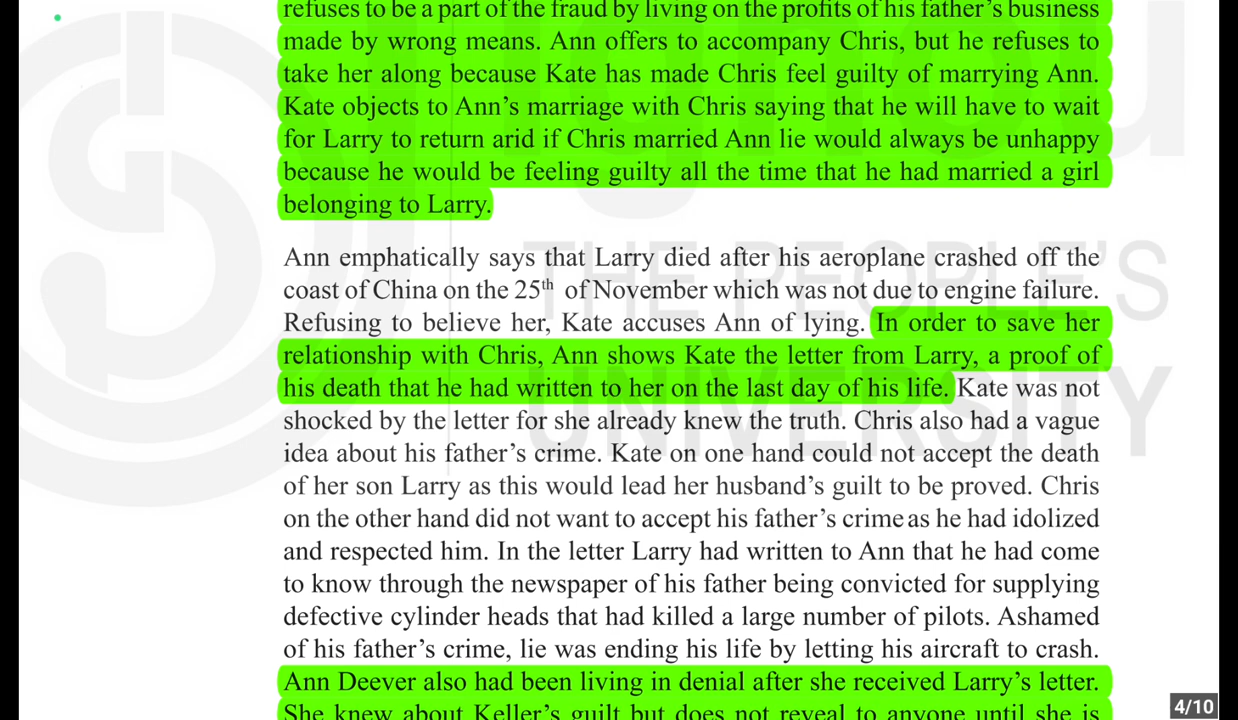 refuses to be a part of the fraud by living on the profits of his father's business
made by wrong means. Ann offers to accompany Chris, but he refuses to
take her along because Kate has made Chris feel guilty of marrying Ann.
Kate objects to Ann's marriage with Chris saying that he will have to wait
for Larry to return arid if Chris married Ann lie would always be unhappy
because he would be feeling guilty all the time that he had married a girl
belonging to Larry.
Ann emphatically says that Larry died after his aeroplane crashed off the
coast of China on the 25th of November which was not due to engine failure.
Refusing to believe her, Kate accuses Ann of lying. In order to save her
relationship with Chris, Ann shows Kate the letter from Larry, a proof of
his death that he had written to her on the last day of his life. Kate was not
shocked by the letter for she already knew the truth. Chris also had a vague
idea about his father's crime. Kate on one hand could not accept the death
of her son Larry as this would lead her husband's guilt to be proved. Chris
on the other hand did not want to accept his father's crime as he had idolized
and respected him. In the letter Larry had written to Ann that he had come
to know through the newspaper of his father being convicted for supplying
defective cylinder heads that had killed a large number of pilots. Ashamed
of his father's crime, lie was ending his life by letting his aircraft to crash.
Ann Deever also had been living in denial after she received Larry's letter.
She knew about Keller's guilt but does not reveal to anyone until she is
ignou
THE PEOPLE'S
UNIVERSITY
4/10